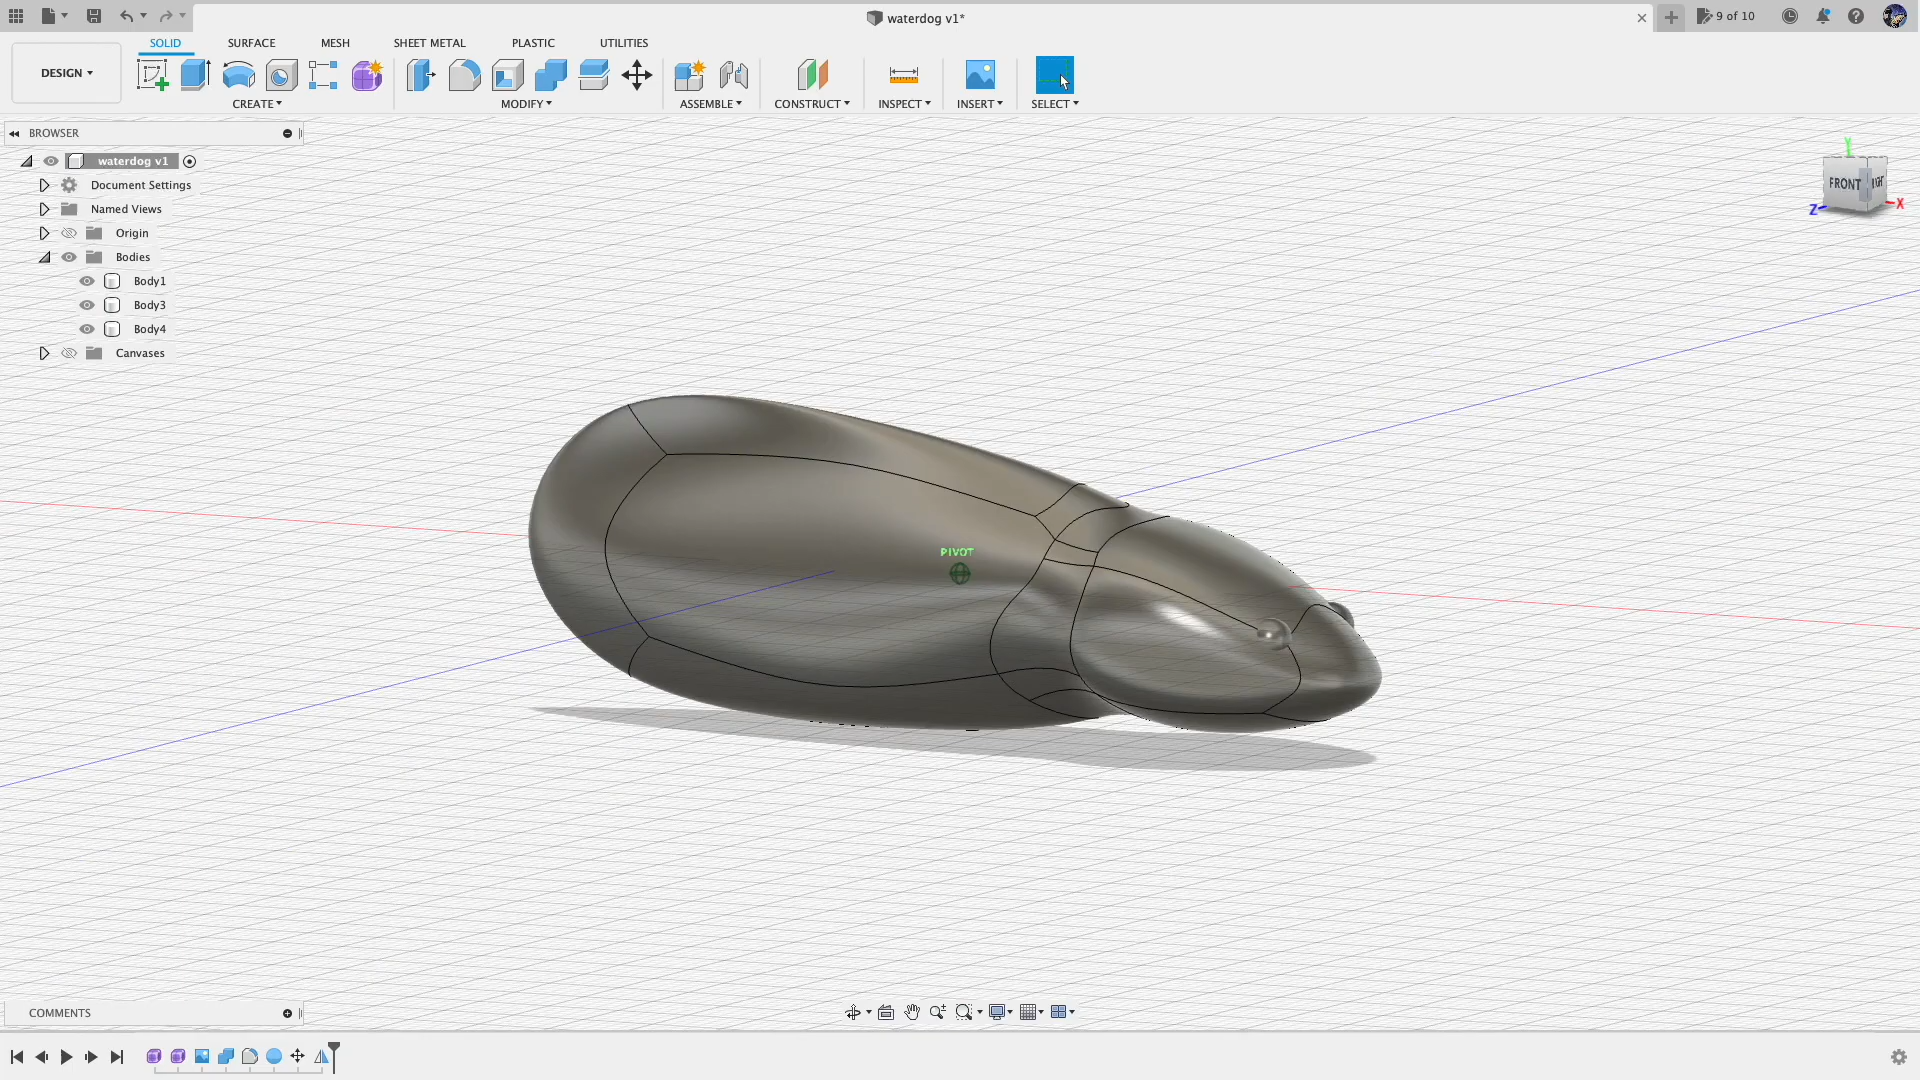 waterdog v1*
9 of 10
SOLID SURFACE MESH SHEET METAL PLASTIC UTILITIES
DESIGN
CREATE MODIFY ASSEMBLE CONSTRUCT INSPECT INSERT SELECT
BROWSER
waterdog v1
Document Settings
Named Views
Origin
Bodies
Body1
Body3
Body4
Canvases
Y
FRONT
Z
X
PIVOT
COMMENTS